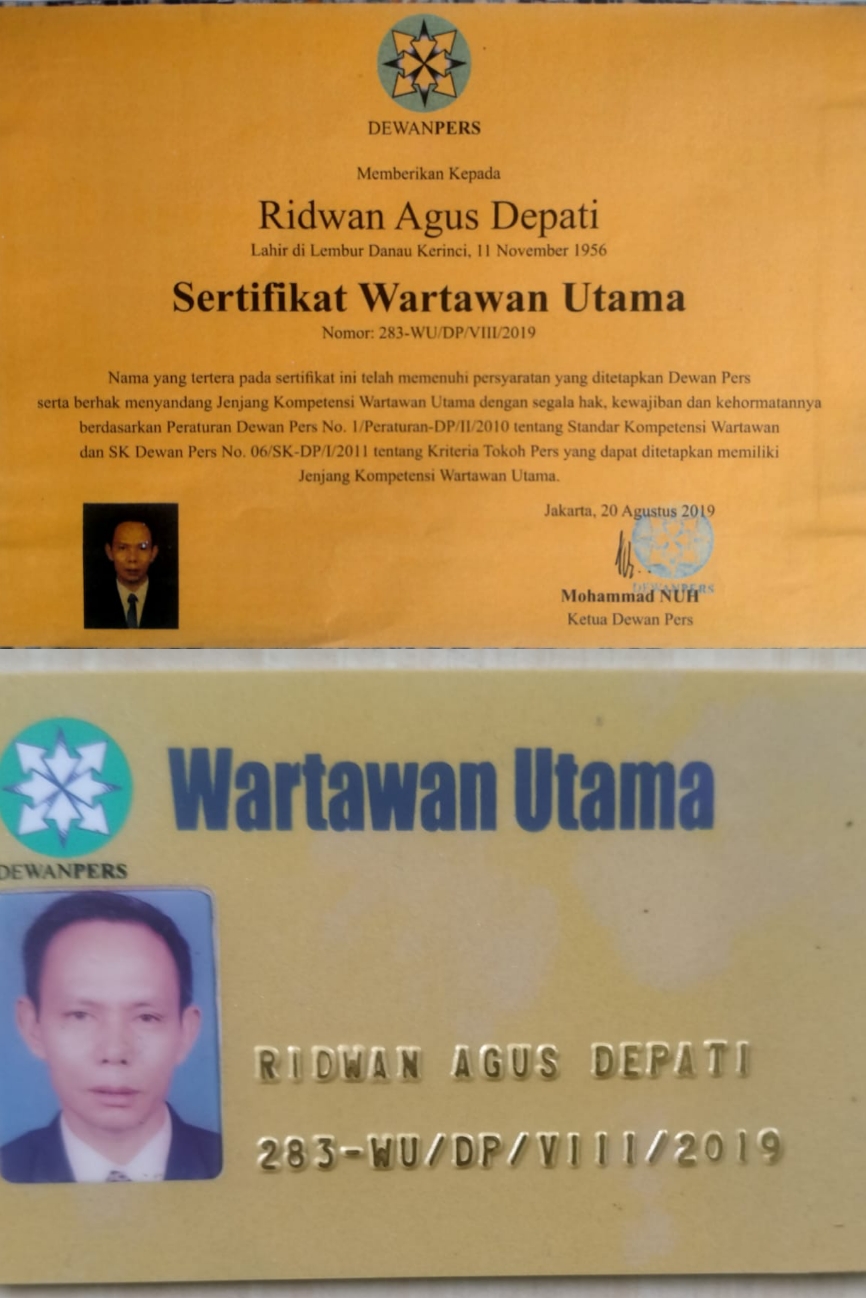 DEWANPERS
Memberikan Kepada
Ridwan Agus Depati
Lahir di Lembur Danau Kerinci, 11 November 1956
Sertifikat Wartawan Utama
Nomor: 283-WU/DP/VIII/2019
Nama yang tertera pada sertifikat ini telah memenuhi persyaratan yang ditetapkan Dewan Pers
serta berhak menyandang Jenjang Kompetensi Wartawan Utama dengan segala hak, kewajiban dan kehormatannya
berdasarkan Peraturan Dewan Pers No. 1/Peraturan-DP/II/2010 tentang Standar Kompetensi Wartawan
dan SK Dewan Pers No. 06/SK-DP/I/2011 tentang Kriteria Tokoh Pers yang dapat ditetapkan memiliki
Jenjang Kompetensi Wartawan Utama.
Jakarta, 20 Agustus 2019
DEWANPERS
Mohammad NUH
Ketua Dewan Pers
Wartawan Utama
DEWANPERS
RIDWAN AGUS DEPATI
283-WU/DP/VIII/2019